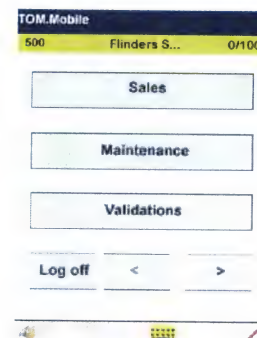 TOM.Mobile
500 Flinders S... 0/100
Sales
Maintenance
Validations
Log off < >